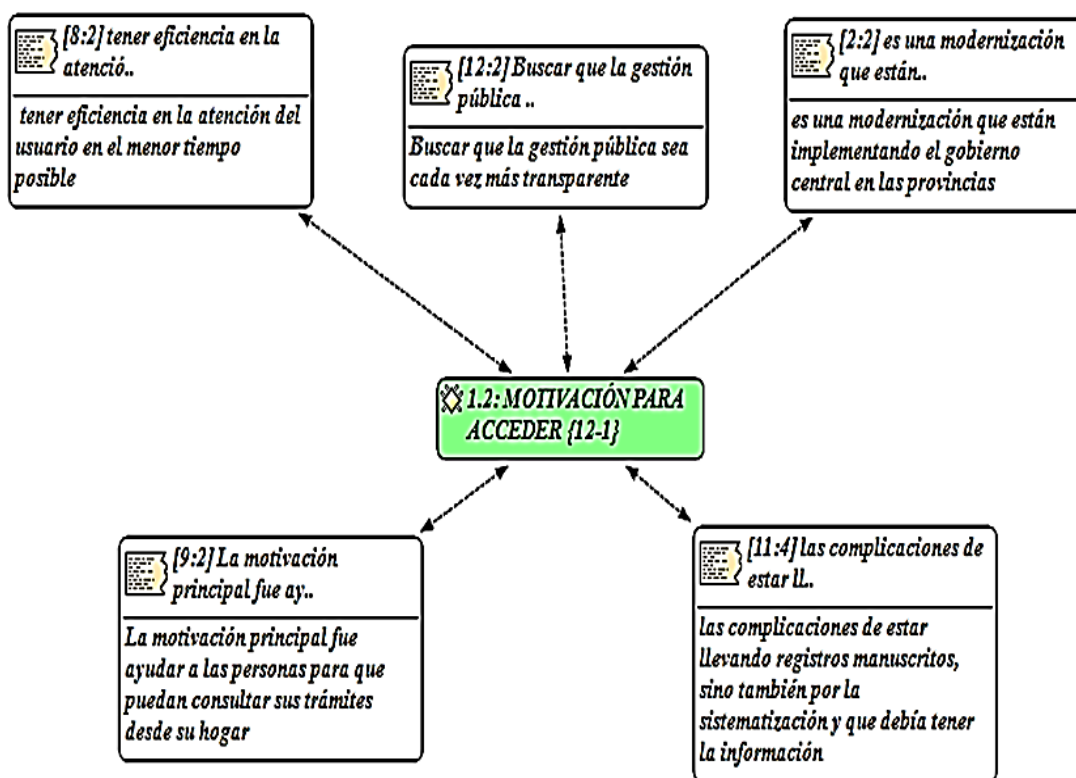 [8:2] tener eficiencia en la
atenció..
tener eficiencia en la atención del
usuario en el menor tiempo
posible
[12:2] Buscar que la gestión
pública ..
Buscar que la gestión pública sea
cada vez más transparente
[2:2] es una modernización
que están..
es una modernización que están
implementando el gobierno
central en las provincias
1.2: MOTIVACIÓN PARA
ACCEDER {12-1}
[9:2] La motivación
principal fue ay..
La motivación principal fue
ayudar a las personas para que
puedan consultar sus trámites
desde su hogar
[11:4] las complicaciones de
estar ll..
las complicaciones de estar
llevando registros manuscritos,
sino también por la
sistematización y que debía tener
la información